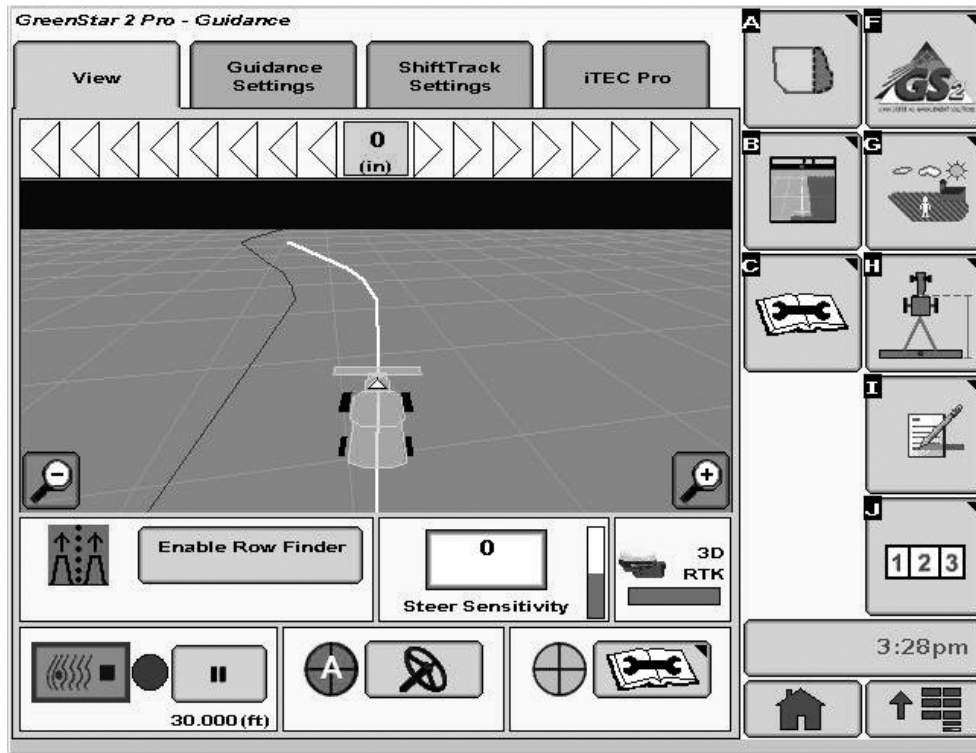 GreenStar 2 Pro - Guidance
View
Guidance
Settings
ShiftTrack
Settings
iTEC Pro
0
(in)
Enable Row Finder
0
Steer Sensitivity
3D
RTK
30.000(ft)
A
A
B
C
F
GS2
G
H
I
J
1 2 3
3:28pm